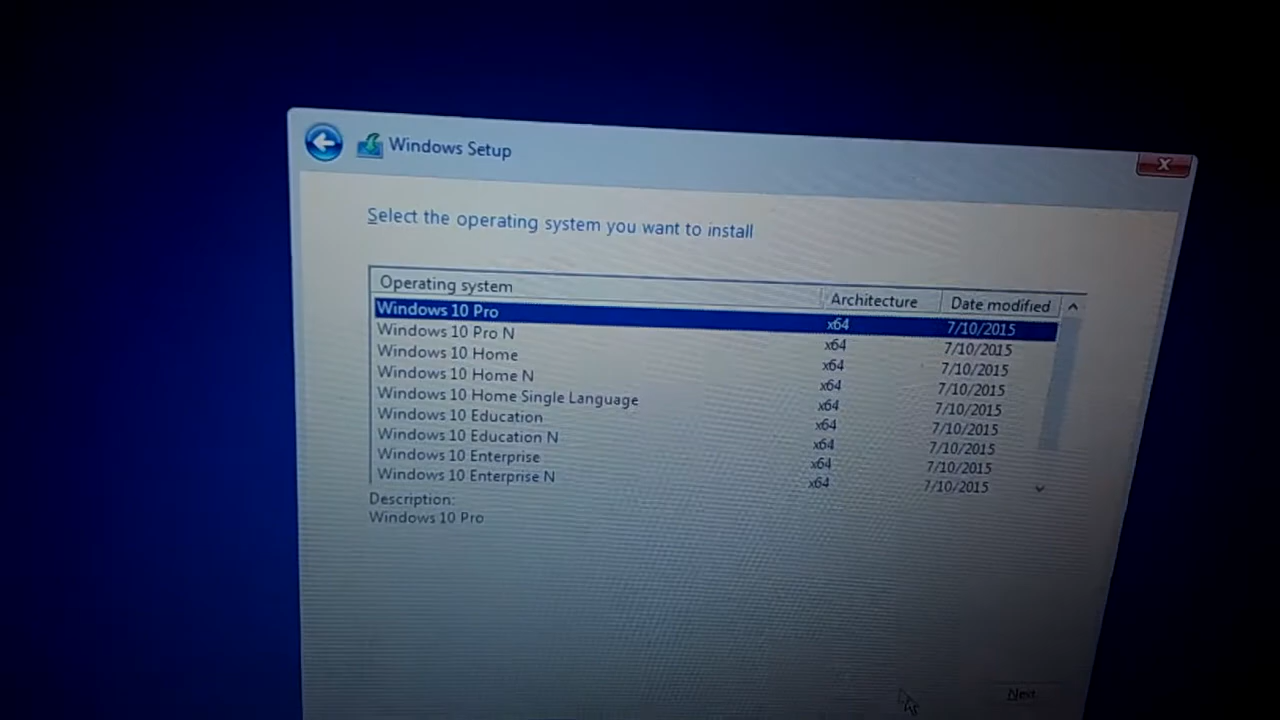 Windows Setup
x
Select the operating system you want to install
Operating system Architecture Date modified
Windows 10 Pro x64 7/10/2015
Windows 10 Pro N x64 7/10/2015
Windows 10 Home x64 7/10/2015
Windows 10 Home N x64 7/10/2015
Windows 10 Home Single Language x64 7/10/2015
Windows 10 Education x64 7/10/2015
Windows 10 Education N x64 7/10/2015
Windows 10 Enterprise x64 7/10/2015
Windows 10 Enterprise N x64 7/10/2015
Description:
Windows 10 Pro
Next